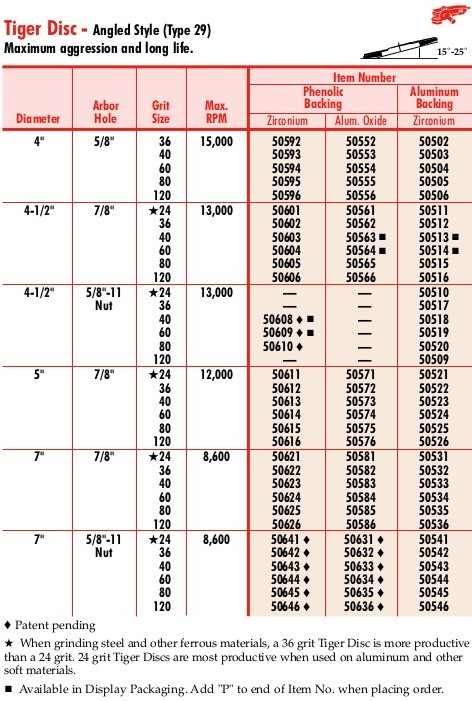 Tiger Disc - Angled Style (Type 29)
Maximum aggression and long life.
15°-25°
Item Number
Phenolic Aluminum
Arbor Grit Max. Backing Backing
Diameter Hole Size RPM Zirconium Alum. Oxide Zirconium
4" 5/8" 36 15,000 50592 50552 50502
40 50593 50553 50503
60 50594 50554 50504
80 50595 50555 50505
120 50596 50556 50506
4-1/2" 7/8" ★24 13,000 50601 50561 50511
36 50602 50562 50512
40 50603 50563 ■ 50513 ■
60 50604 50564 ■ 50514 ■
80 50605 50565 50515
120 50606 50566 50516
4-1/2" 5/8"-11 ★24 13,000 — — 50510
Nut 36 — — 50517
40 50608 ♦ ■ — 50518
60 50609 ♦ ■ — 50519
80 50610 ♦ — 50520
120 — — 50509
5" 7/8" ★24 12,000 50611 50571 50521
36 50612 50572 50522
40 50613 50573 50523
60 50614 50574 50524
80 50615 50575 50525
120 50616 50576 50526
7" 7/8" ★24 8,600 50621 50581 50531
36 50622 50582 50532
40 50623 50583 50533
60 50624 50584 50534
80 50625 50585 50535
120 50626 50586 50536
7" 5/8"-11 ★24 8,600 50641 ♦ 50631 ♦ 50541
Nut 36 50642 ♦ 50632 ♦ 50542
40 50643 ♦ 50633 ♦ 50543
60 50644 ♦ 50634 ♦ 50544
80 50645 ♦ 50635 ♦ 50545
120 50646 ♦ 50636 ♦ 50546
♦ Patent pending
★ When grinding steel and other ferrous materials, a 36 grit Tiger Disc is more productive
than a 24 grit. 24 grit Tiger Discs are most productive when used on aluminum and other
soft materials.
■ Available in Display Packaging. Add "P" to end of Item No. when placing order.